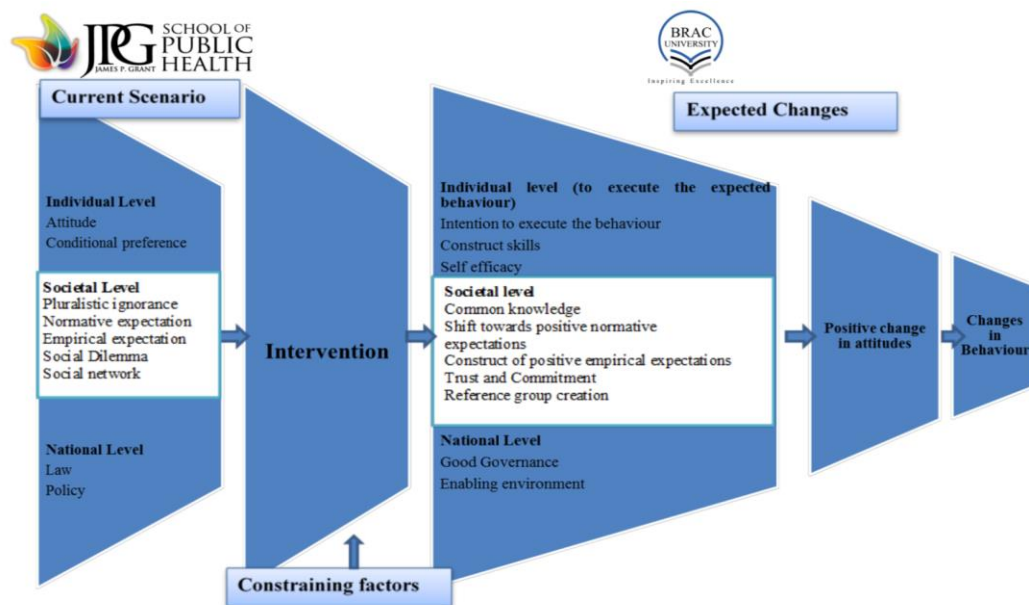 JPG
JAMES P. GRANT
SCHOOL OF
PUBLIC
HEALTH
BRAC
UNIVERSITY
Inspiring Excellence
Current Scenario
Expected Changes
Individual Level
Attitude
Conditional preference
Societal Level
Pluralistic ignorance
Normative expectation
Empirical expectation
Social Dilemma
Social network
National Level
Law
Policy
Intervention
Constraining factors
Individual level (to execute the expected
behaviour)
Intention to execute the behaviour
Construct skills
Self efficacy
Societal level
Common knowledge
Shift towards positive normative
expectations
Construct of positive empirical expectations
Trust and Commitment
Reference group creation
National Level
Good Governance
Enabling environment
Positive change
in attitudes
Changes
in
Behaviour